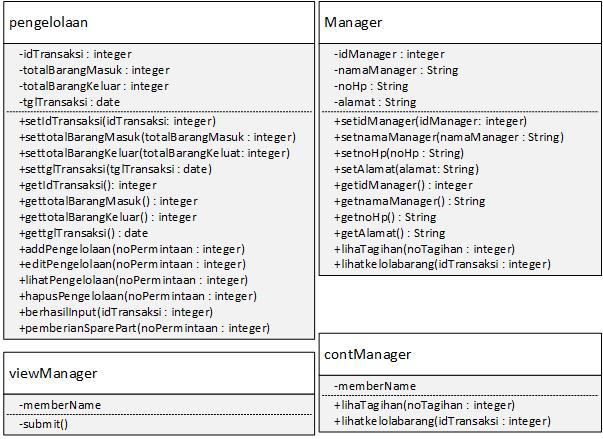 pengelolaan
-idTransaksi : integer
-totalBarangMasuk : integer
-totalBarangKeluar : integer
-tglTransaksi : date
+setIdTransaksi(idTransaksi: integer)
+settotalBarangMasuk(totalBarangMasuk : integer)
+settotalBarangKeluar(totalBarangKeluat: integer)
+settglTransaksi(tglTransaksi : date)
+getIdTransaksi(): integer
+gettotalBarangMasuk() : integer
+gettotalBarangKeluar() : integer
+gettglTransaksi() : date
+addPengelolaan(noPermintaan : integer)
+editPengelolaan(noPermintaan : integer)
+lihatPengelolaan(noPermintaan : integer)
+hapusPengelolaan(noPermintaan : integer)
+berhasilInput(idTransaksi : integer)
+pemberianSparePart(noPermintaan : integer)
Manager
-idManager : integer
-namaManager : String
-noHp : String
-alamat : String
+setidManager(idManager: integer)
+setnamaManager(namaManager : String)
+setnoHp(noHp : String)
+setAlamat(alamat: String)
+getidManager() : integer
+getnamaManager() : String
+getnoHp() : String
+getAlamat() : String
+lihaTagihan(noTagihan : integer)
+lihatkelolabarang(idTransaksi : integer)
viewManager
-memberName
-submit()
contManager
-memberName
+lihaTagihan(noTagihan : integer)
+lihatkelolabarang(idTransaksi : integer)